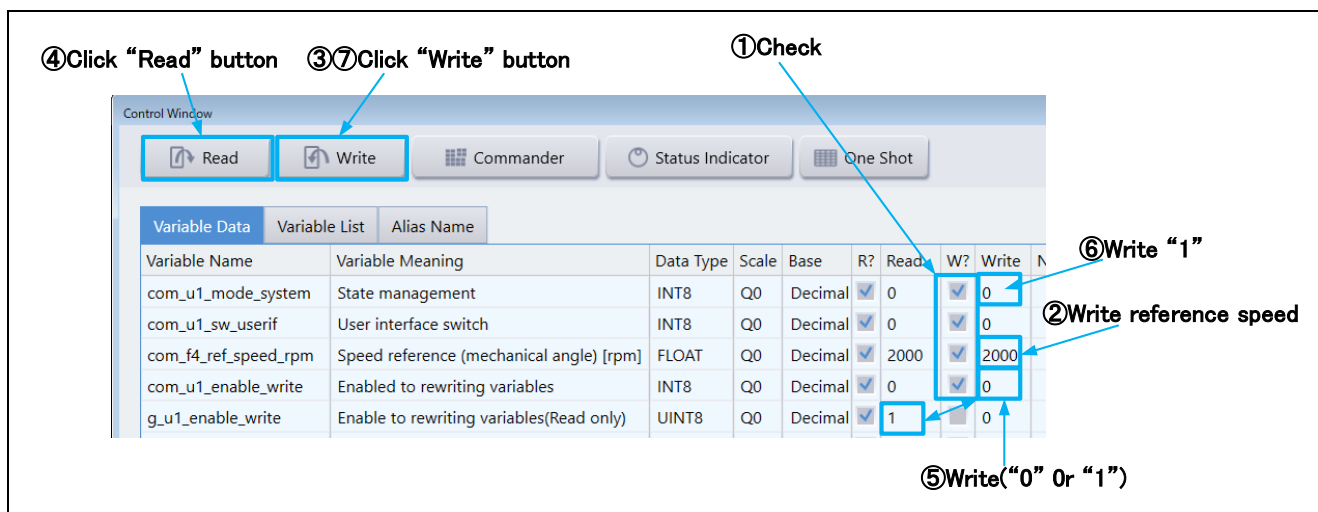 ①Check
④Click “Read” button ③⑦Click “Write” button
Control Window
Read Write Commander Status Indicator One Shot
Variable Data Variable List Alias Name
Variable Name Variable Meaning Data Type Scale Base R? Read W? Write N
com_u1_mode_system State management INT8 Q0 Decimal 0 0
com_u1_sw_userif User interface switch INT8 Q0 Decimal 0 0
com_f4_ref_speed_rpm Speed reference (mechanical angle) [rpm] FLOAT Q0 Decimal 2000 2000
com_u1_enable_write Enabled to rewriting variables INT8 Q0 Decimal 0 0
g_u1_enable_write Enable to rewriting variables(Read only) UINT8 Q0 Decimal 1 0
⑥Write “1”
②Write reference speed
⑤Write(“0” 0r “1”)